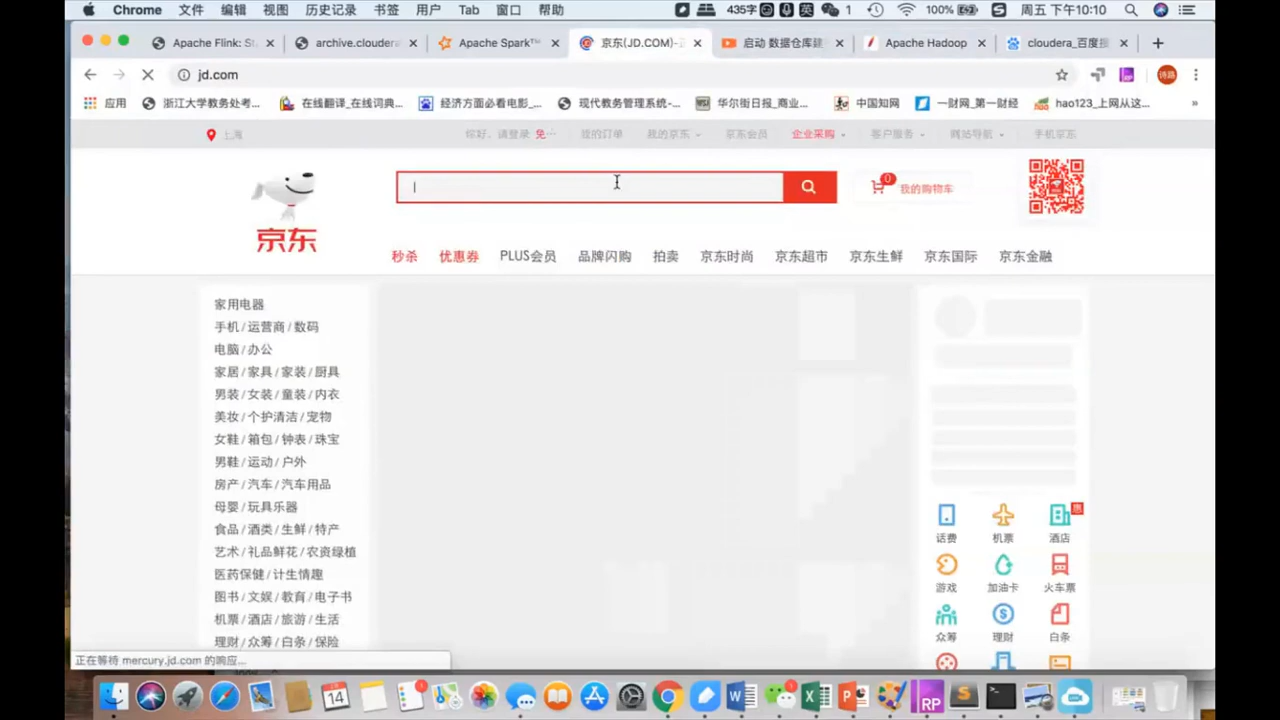 Chrome 文件 编辑 视图 历史记录 书签 用户 Tab 窗口 帮助 435字 英 1 100% 周五 下午10:10
Apache Flink: St archive.cloudera Apache Spark™ 京东(JD.COM)-正 启动 数据仓库建 Apache Hadoop cloudera_百度搜
jd.com 诗路
应用 浙江大学教务处考... 在线翻译_在线词典... 经济方面必看电影_... 现代教务管理系统-... 华尔街日报_商业... 中国知网 一财网_第一财经 hao123_上网从这... »
上海 你好，请登录 免... 我的订单 我的京东 京东会员 企业采购 客户服务 网站导航 手机京东
0 我的购物车
京东
秒杀 优惠券 PLUS会员 品牌闪购 拍卖 京东时尚 京东超市 京东生鲜 京东国际 京东金融
家用电器
手机 / 运营商 / 数码
电脑 / 办公
家居 / 家具 / 家装 / 厨具
男装 / 女装 / 童装 / 内衣
美妆 / 个护清洁 / 宠物
女鞋 / 箱包 / 钟表 / 珠宝
男鞋 / 运动 / 户外
房产 / 汽车 / 汽车用品
母婴 / 玩具乐器
食品 / 酒类 / 生鲜 / 特产
艺术 / 礼品鲜花 / 农资绿植
医药保健 / 计生情趣
图书 / 文娱 / 教育 / 电子书
机票 / 酒店 / 旅游 / 生活
理财 / 众筹 / 白条 / 保险
惠
话费 机票 酒店
游戏 加油卡 火车票
众筹 理财 白条
正在等待 mercury.jd.com 的响应...
14 RP